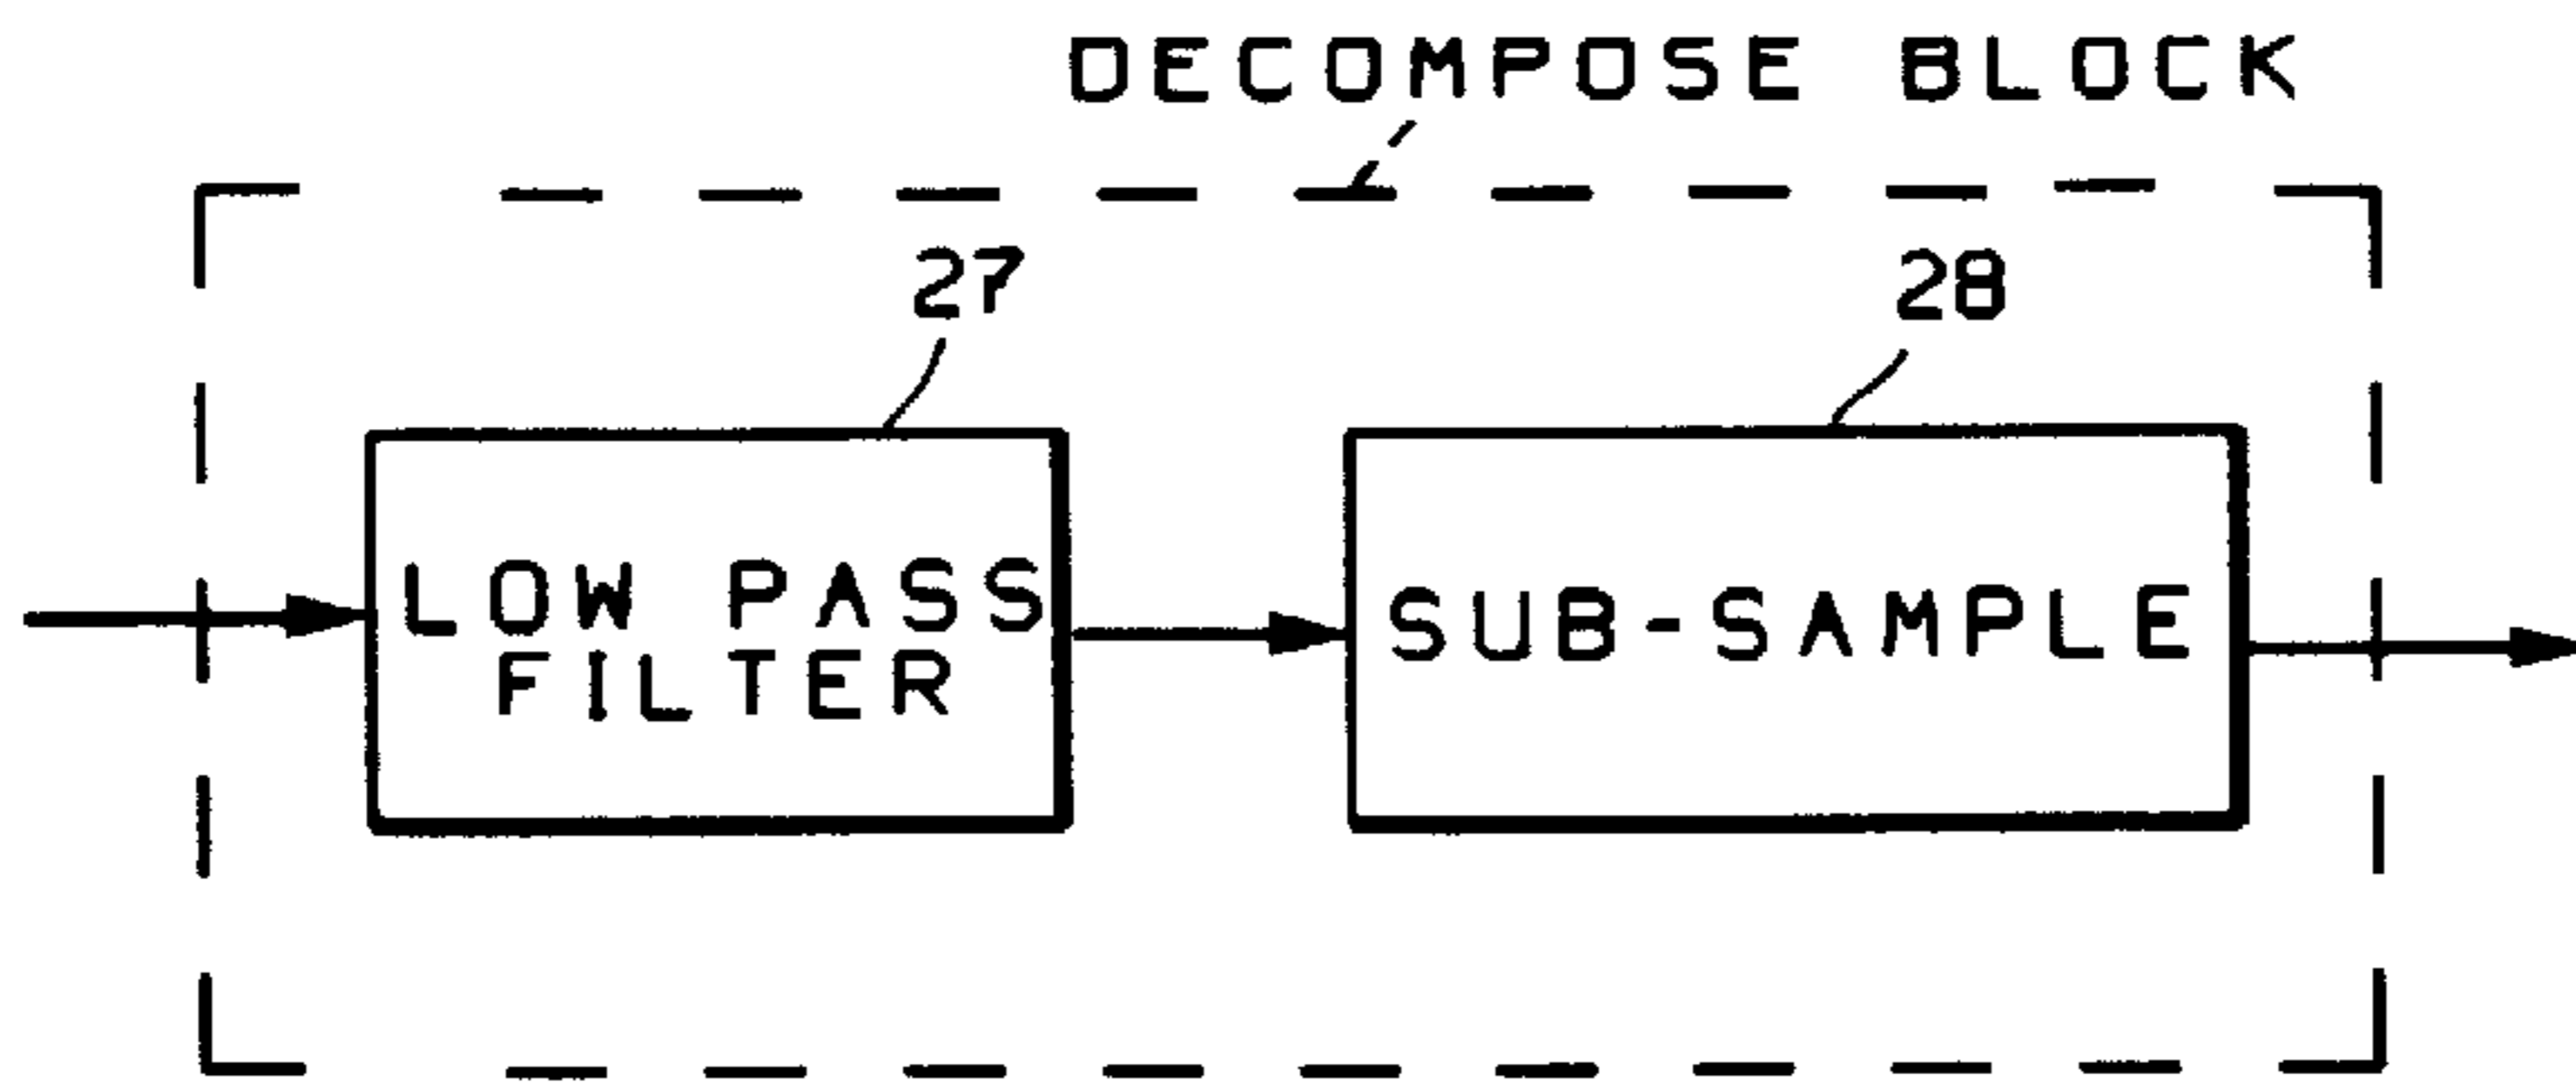 DECOMPOSE BLOCK
27
28
LOW PASS
FILTER
SUB-SAMPLE